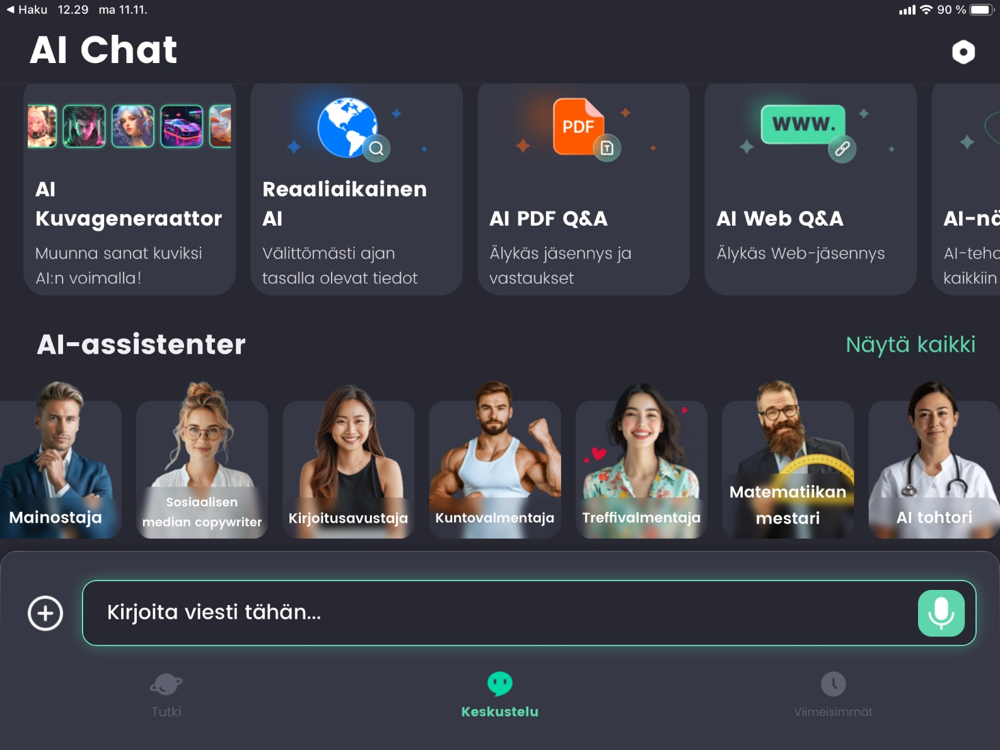 Haku 12.29 ma 11.11. 90 %
AI Chat
AI
Kuvageneraattor
Muunna sanat kuviksi
AI:n voimalla!
Reaaliaikainen
AI
Välittömästi ajan
tasalla olevat tiedot
PDF
AI PDF Q&A
Älykäs jäsennys ja
vastaukset
WWW.
AI Web Q&A
Älykäs Web-jäsennys
AI-nä
AI-teho
kaikkiin
AI-assistenter
Näytä kaikki
Mainostaja
Sosiaalisen
median copywriter
Kirjoitusavustaja
Kuntovalmentaja
Treffivalmentaja
Matematiikan
mestari
AI tohtori
Kirjoita viesti tähän...
Tutki
Keskustelu
Viimeisimmät